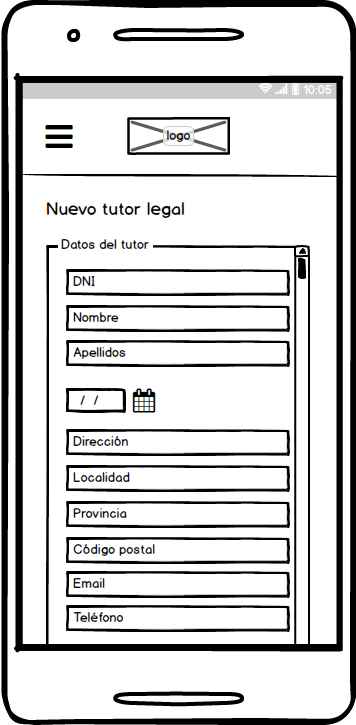 10:05
logo
Nuevo tutor legal
Datos del tutor
DNI
Nombre
Apellidos
/ /
Dirección
Localidad
Provincia
Código postal
Email
Teléfono